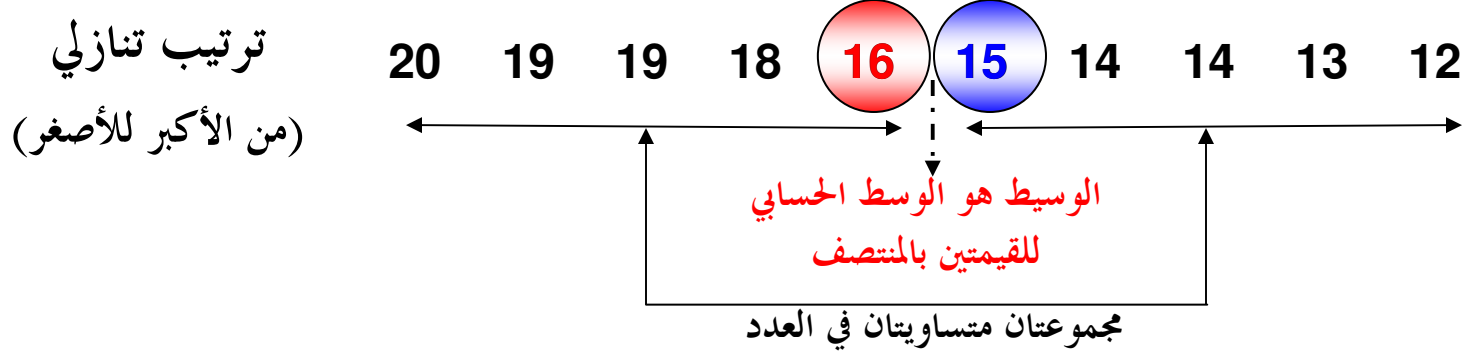 ترتيب تنازلي
(من الأكبر للأصغر)
20 19 19 18 16 15 14 14 13 12
الوسيط هو الوسط الحسابي
للقيمتين بالمنتصف
مجموعتان متساويتان في العدد